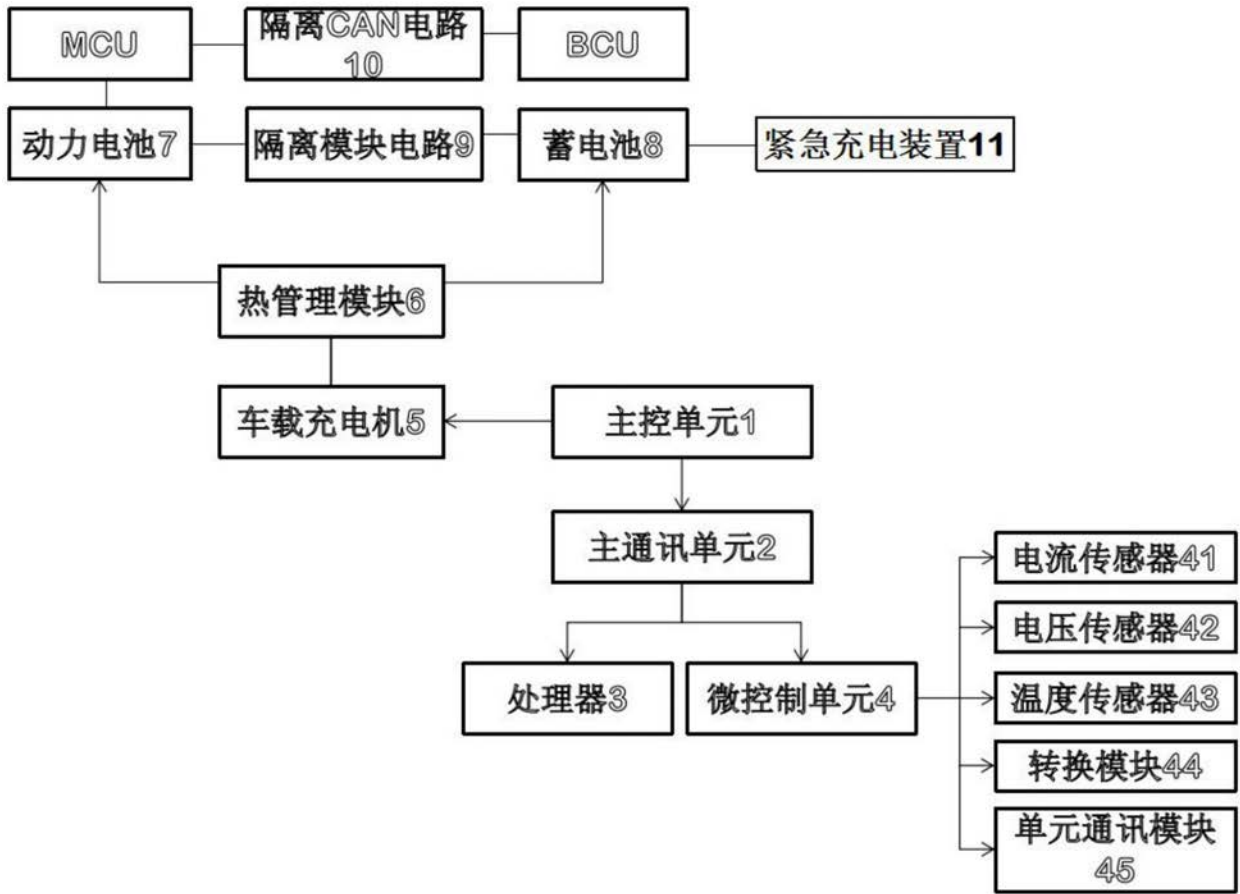 MCU
隔离CAN电路
10
BCU
动力电池7
隔离模块电路9
蓄电池8
紧急充电装置11
热管理模块6
车载充电机5
主控单元1
主通讯单元2
电流传感器41
电压传感器42
处理器3
微控制单元4
温度传感器43
转换模块44
单元通讯模块
45